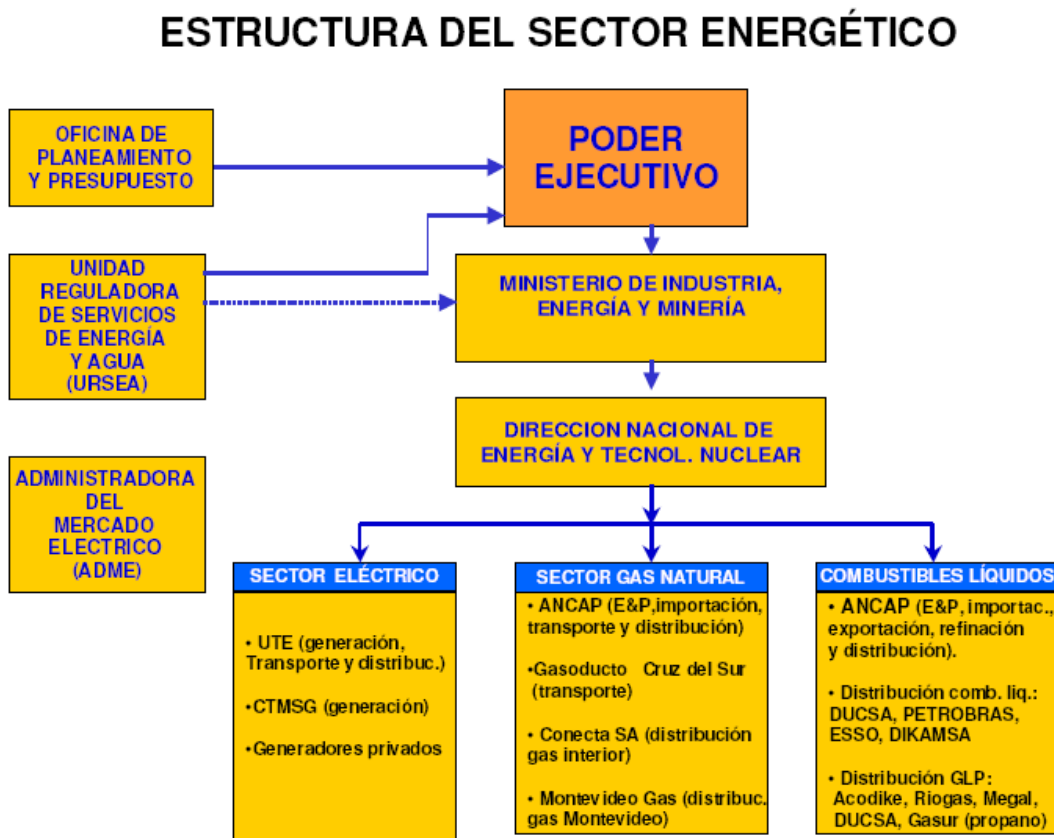 ESTRUCTURA DEL SECTOR ENERGÉTICO
OFICINA DE
PLANEAMIENTO
Y PRESUPUESTO
PODER
EJECUTIVO
UNIDAD
REGULADORA
DE SERVICIOS
DE ENERGÍA
Y AGUA
(URSEA)
MINISTERIO DE INDUSTRIA,
ENERGÍA Y MINERÍA
DIRECCION NACIONAL DE
ENERGÍA Y TECNOL. NUCLEAR
ADMINISTRADORA
DEL
MERCADO
ELECTRICO
(ADME)
SECTOR ELÉCTRICO
• UTE (generación,
Transporte y distribuc.)
•CTMSG (generación)
•Generadores privados
SECTOR GAS NATURAL
• ANCAP (E&P,importación,
transporte y distribución)
•Gasoducto Cruz del Sur
(transporte)
• Conecta SA (distribución
gas interior)
• Montevideo Gas (distribuc.
gas Montevideo)
COMBUSTIBLES LÍQUIDOS
• ANCAP (E&P, importac.,
exportación, refinación
y distribución).
• Distribución comb. liq.:
DUCSA, PETROBRAS,
ESSO, DIKAMSA
• Distribución GLP:
Acodike, Riogas, Megal,
DUCSA, Gasur (propano)